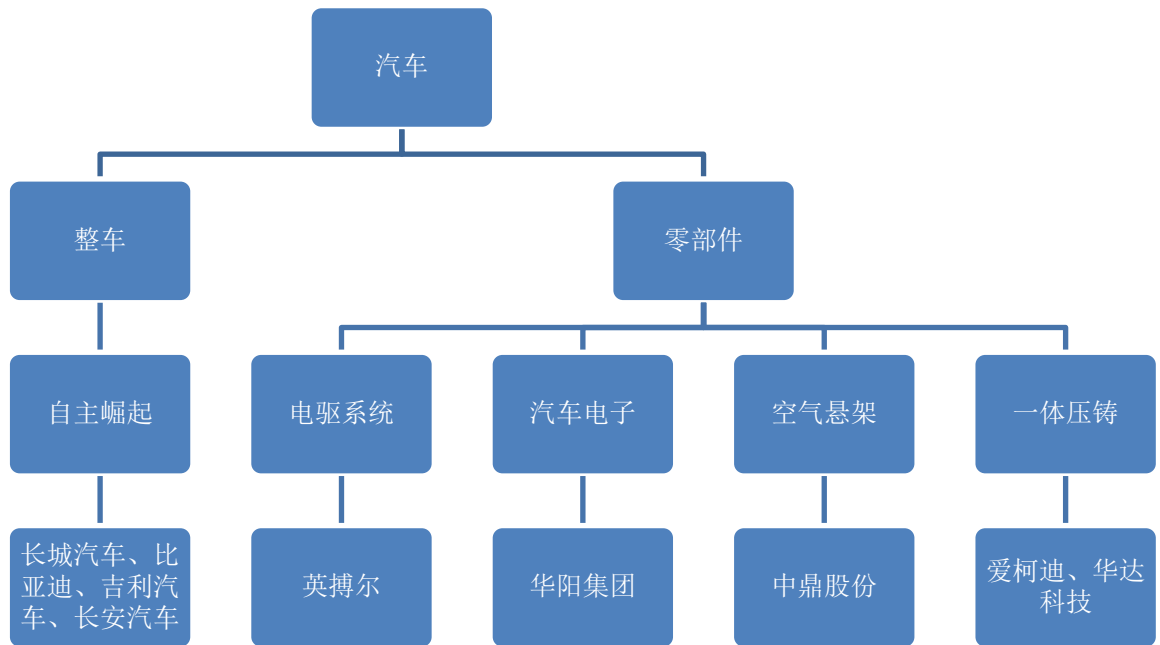 汽车
整车
零部件
自主崛起
电驱系统
汽车电子
空气悬架
一体压铸
长城汽车、比
亚迪、吉利汽
车、长安汽车
英搏尔
华阳集团
中鼎股份
爱柯迪、华达
科技